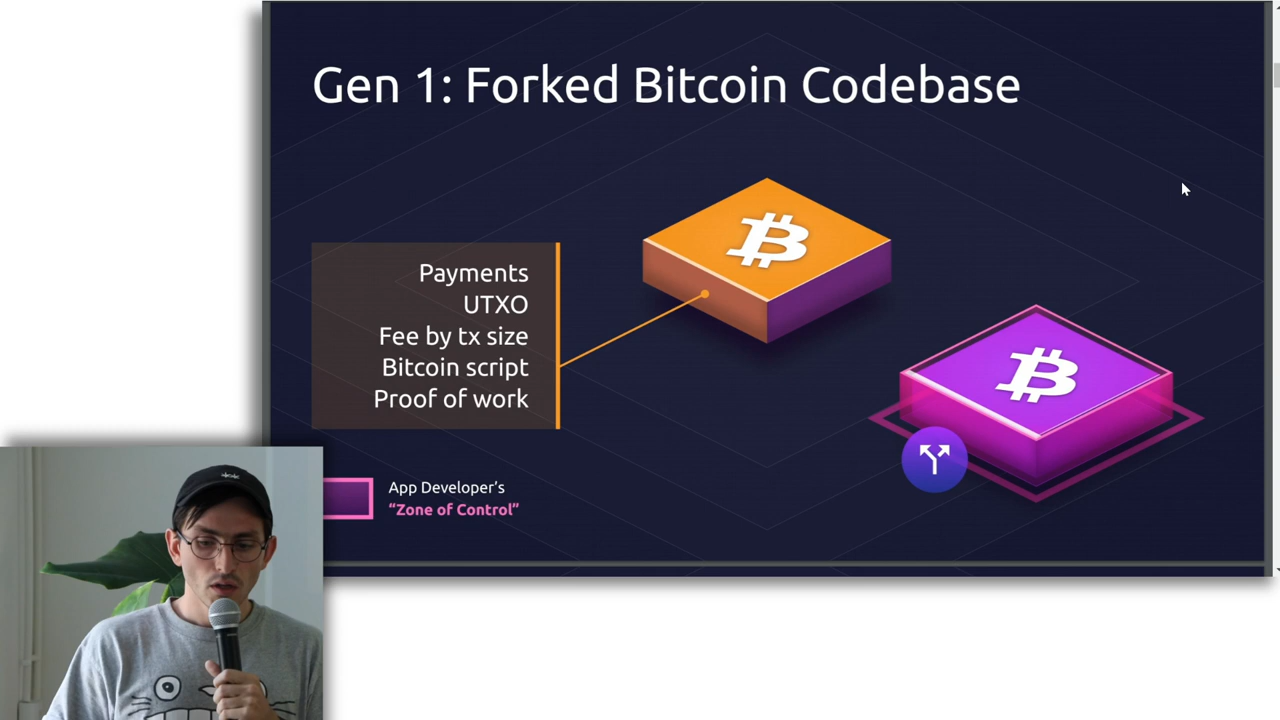 Gen 1: Forked Bitcoin Codebase
Payments
UTXO
Fee by tx size
Bitcoin script
Proof of work
App Developer's
“Zone of Control”